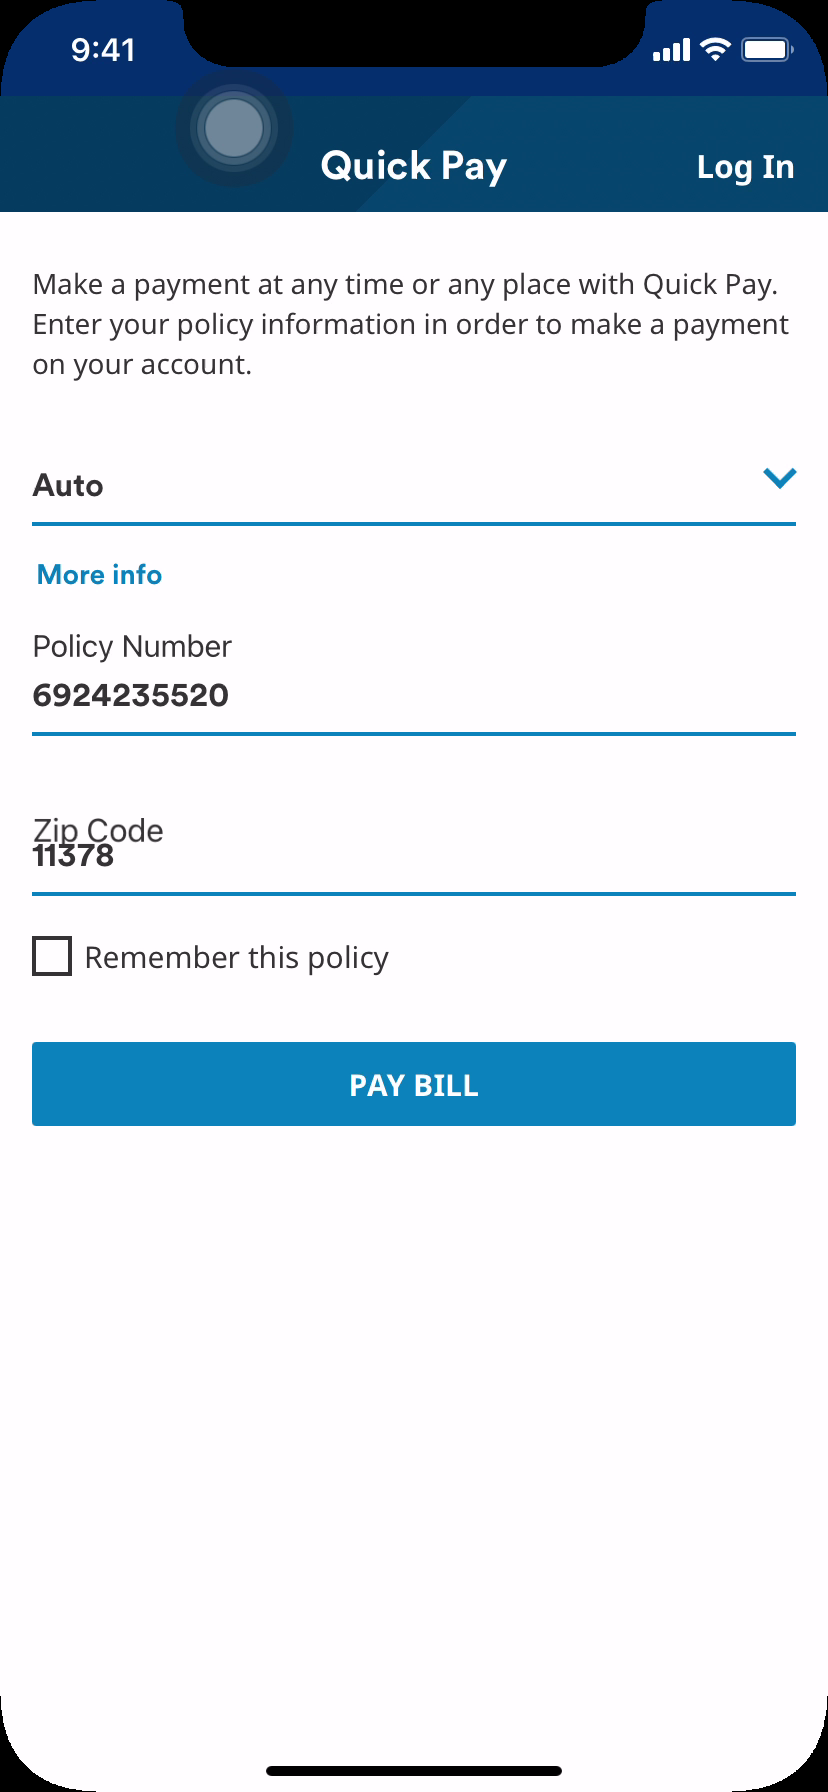 9:41
Quick Pay
Log In
Make a payment at any time or any place with Quick Pay.
Enter your policy information in order to make a payment
on your account.
Auto
More info
Policy Number
6924235520
Zip Code
11378
Remember this policy
PAY BILL